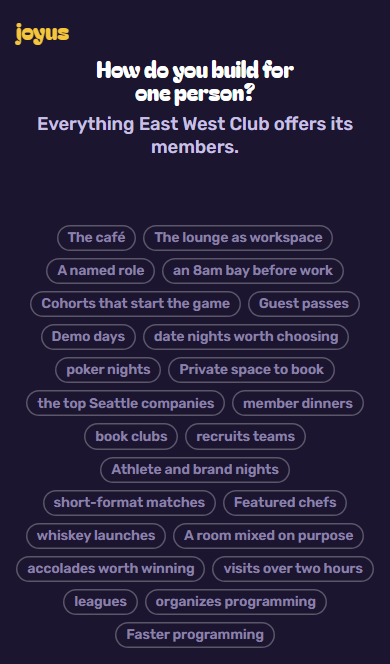 joyus
How do you build for
one person?
Everything East West Club offers its
members.
The café
The lounge as workspace
A named role
an 8am bay before work
Cohorts that start the game
Guest passes
Demo days
date nights worth choosing
poker nights
Private space to book
the top Seattle companies
member dinners
book clubs
recruits teams
Athlete and brand nights
short-format matches
Featured chefs
whiskey launches
A room mixed on purpose
accolades worth winning
visits over two hours
leagues
organizes programming
Faster programming